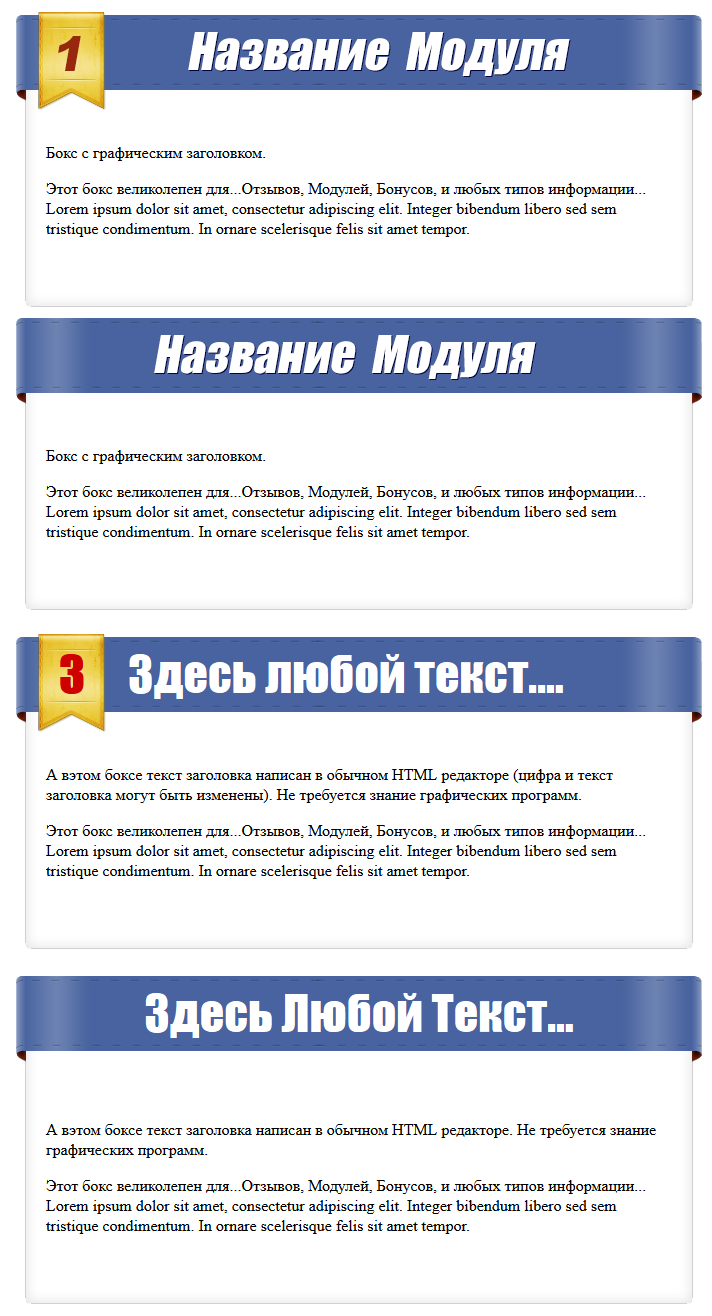 1 Название Модуля
Бокс с графическим заголовком.
Этот бокс великолепен для...Отзывов, Модулей, Бонусов, и любых типов информации...
Lorem ipsum dolor sit amet, consectetur adipiscing elit. Integer bibendum libero sed sem
tristique condimentum. In ornare scelerisque felis sit amet tempor.
Название Модуля
Бокс с графическим заголовком.
Этот бокс великолепен для...Отзывов, Модулей, Бонусов, и любых типов информации...
Lorem ipsum dolor sit amet, consectetur adipiscing elit. Integer bibendum libero sed sem
tristique condimentum. In ornare scelerisque felis sit amet tempor.
3 Здесь любой текст....
А вэтом боксе текст заголовка написан в обычном HTML редакторе (цифра и текст
заголовка могут быть изменены). Не требуется знание графических программ.
Этот бокс великолепен для...Отзывов, Модулей, Бонусов, и любых типов информации...
Lorem ipsum dolor sit amet, consectetur adipiscing elit. Integer bibendum libero sed sem
tristique condimentum. In ornare scelerisque felis sit amet tempor.
Здесь Любой Текст...
А вэтом боксе текст заголовка написан в обычном HTML редакторе. Не требуется знание
графических программ.
Этот бокс великолепен для...Отзывов, Модулей, Бонусов, и любых типов информации...
Lorem ipsum dolor sit amet, consectetur adipiscing elit. Integer bibendum libero sed sem
tristique condimentum. In ornare scelerisque felis sit amet tempor.